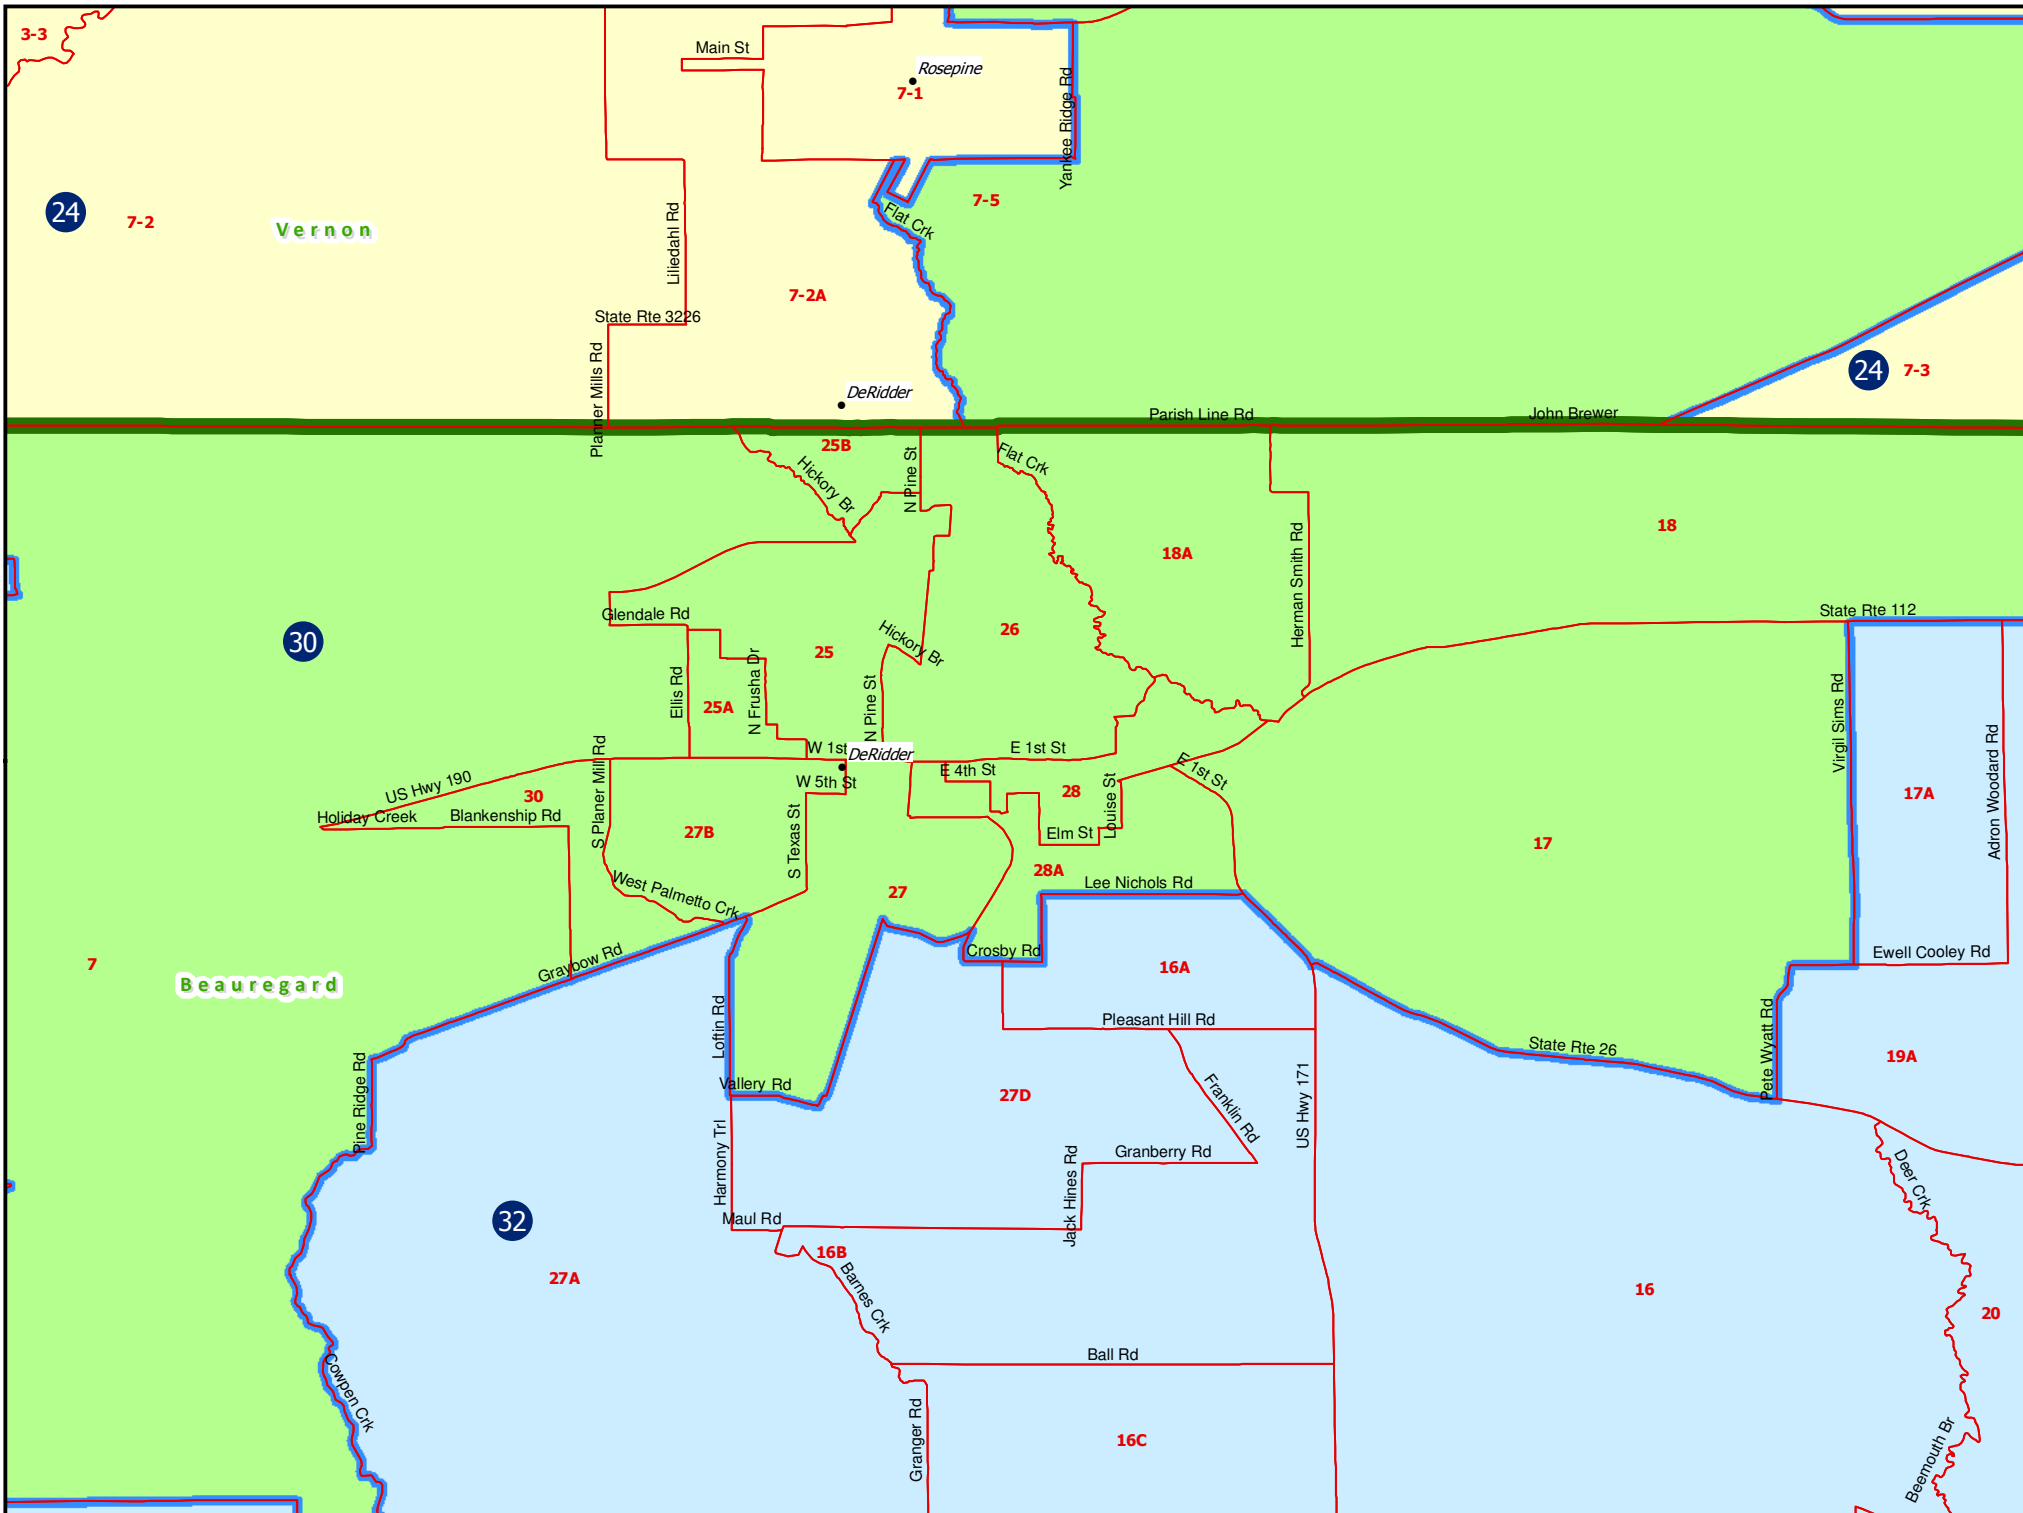 3-3
Main St
Rosepine
7-1
Yankee Ridge Rd
24
7-2
Vernon
7-5
Flat Crk
Liliedahl Rd
7-2A
State Rte 3226
Planner Mills Rd
24
7-3
DeRidder
Parish Line Rd
John Brewer
25B
N Pine St
Hickory Br
Flat Crk
18
18A
Herman Smith Rd
State Rte 112
30
Glendale Rd
26
Hickory Br
25
Ellis Rd
N Frusha Dr
25A
N Pine St
Virgil Sims Rd
W 1st
DeRidder
E 1st St
S Planer Mill Rd
US Hwy 190
30
W 5th St
E 4th St
E 1st St
28
Louise St
17A
Adron Woodard Rd
Holiday Creek
Blankenship Rd
27B
S Texas St
Elm St
17
28A
West Palmetto Crk
27
Lee Nichols Rd
7
Graybow Rd
Crosby Rd
16A
Ewell Cooley Rd
Beauregard
Loftin Rd
Pleasant Hill Rd
State Rte 26
Pete Wyatt Rd
19A
Pine Ridge Rd
Vallery Rd
27D
Franklin Rd
US Hwy 171
Harmony Trl
Granberry Rd
Jack Hines Rd
Deer Crk
32
Maul Rd
16B
27A
Barnes Crk
16
20
Ball Rd
Cowpen Crk
Granger Rd
16C
Beemouth Br